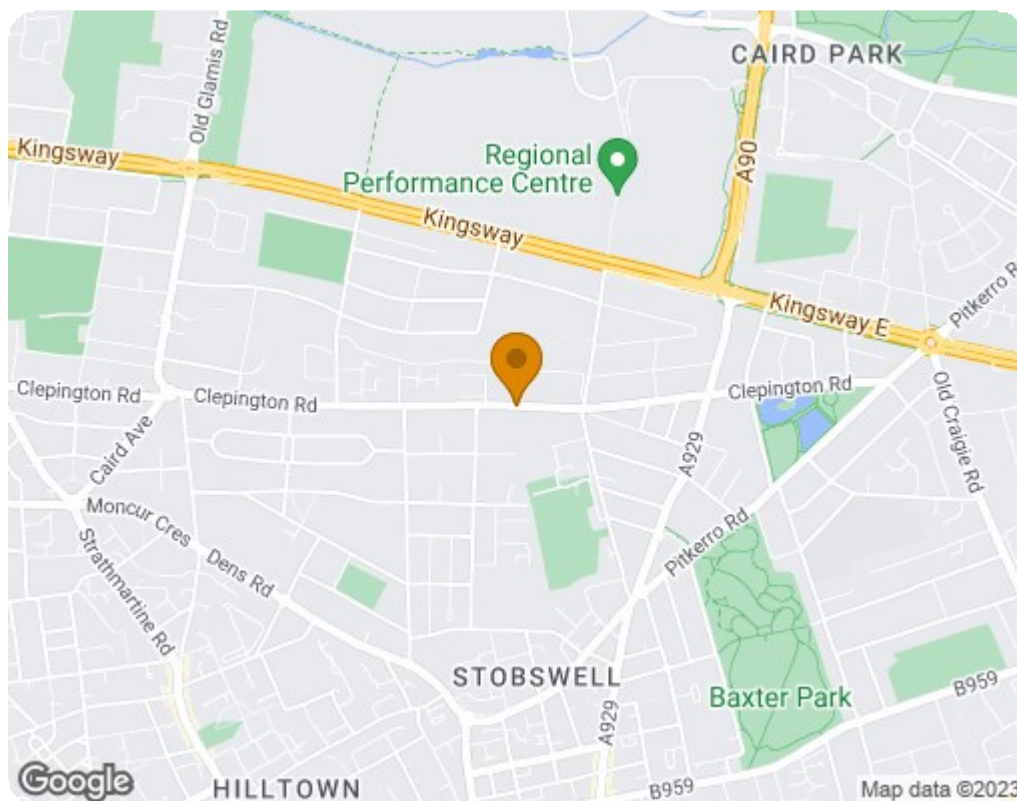 CAIRD PARK
Old Glamis Rd
Kingsway
Regional
Performance Centre
A90
Kingsway
Kingsway E
Pitkerro R
Clepington Rd
Clepington Rd
Clepington Rd
Old Craigie Rd
Caird Ave
A929
Moncur Cres
Dens Rd
Pitkerro Rd
Strathmartine Rd
STOBSWELL
B959
Baxter Park
A929
Google
HILLTOWN
B959
Map data ©2023